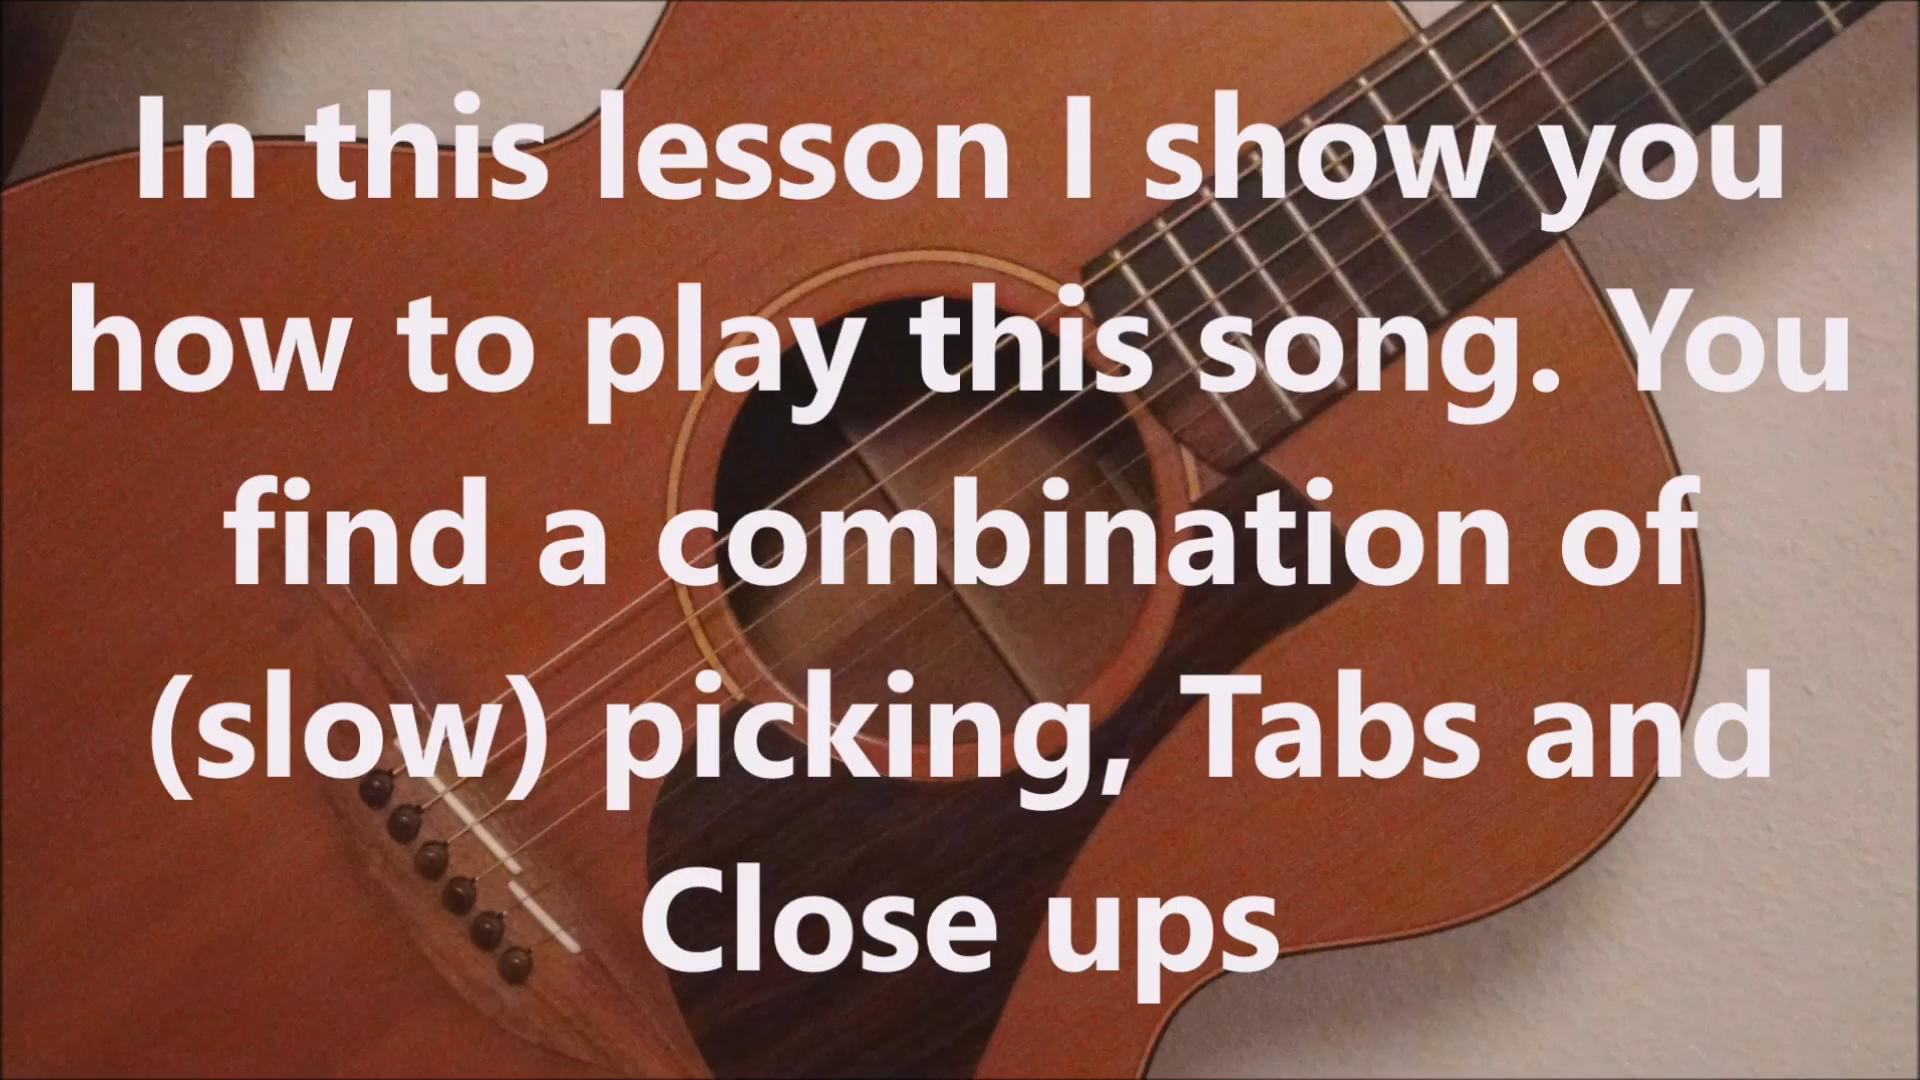 In this lesson I show you
how to play this song. You
find a combination of
(slow) picking, Tabs and
Close ups